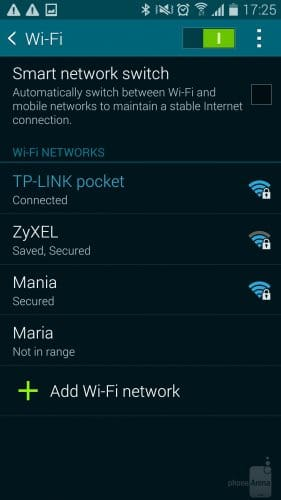 17:25
Wi-Fi
Smart network switch
Automatically switch between Wi-Fi and
mobile networks to maintain a stable Internet
connection.
Wi-Fi NETWORKS
TP-LINK pocket
Connected
ZyXEL
Saved, Secured
Mania
Secured
Maria
Not in range
Add Wi-Fi network
phoneArena